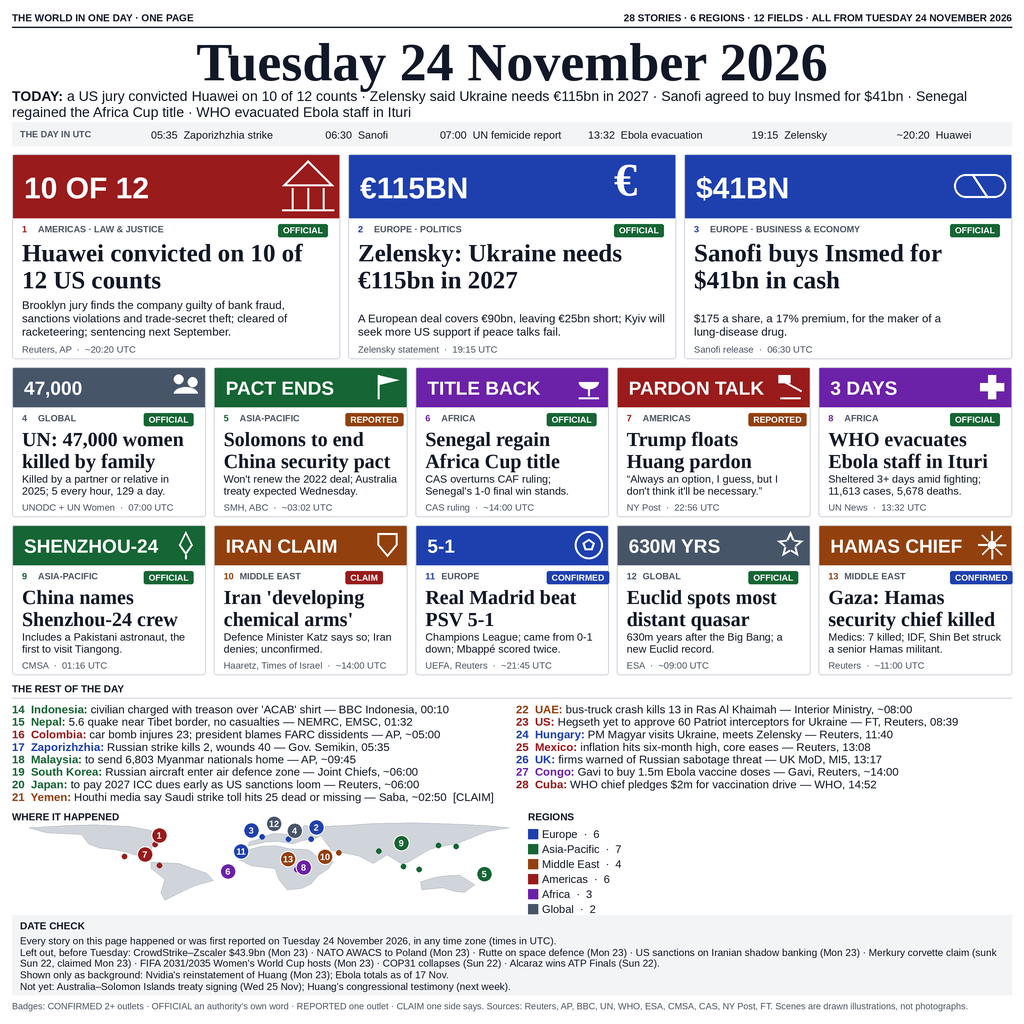 THE WORLD IN ONE DAY · ONE PAGE
28 STORIES · 6 REGIONS · 12 FIELDS · ALL FROM TUESDAY 24 NOVEMBER 2026
Tuesday 24 November 2026
TODAY: a US jury convicted Huawei on 10 of 12 counts · Zelensky said Ukraine needs €115bn in 2027 · Sanofi agreed to buy Insmed for $41bn · Senegal
regained the Africa Cup title · WHO evacuated Ebola staff in Ituri
THE DAY IN UTC 05:35 Zaporizhzhia strike 06:30 Sanofi 07:00 UN femicide report 13:32 Ebola evacuation 19:15 Zelensky ~20:20 Huawei
10 OF 12
1 AMERICAS · LAW & JUSTICE OFFICIAL
Huawei convicted on 10 of
12 US counts
Brooklyn jury finds the company guilty of bank fraud,
sanctions violations and trade-secret theft; cleared of
racketeering; sentencing next September.
Reuters, AP · ~20:20 UTC
€115BN
€
2 EUROPE · POLITICS OFFICIAL
Zelensky: Ukraine needs
€115bn in 2027
A European deal covers €90bn, leaving €25bn short; Kyiv will
seek more US support if peace talks fail.
Zelensky statement · 19:15 UTC
$41BN
3 EUROPE · BUSINESS & ECONOMY OFFICIAL
Sanofi buys Insmed for
$41bn in cash
$175 a share, a 17% premium, for the maker of a
lung-disease drug.
Sanofi release · 06:30 UTC
47,000
4 GLOBAL OFFICIAL
UN: 47,000 women
killed by family
Killed by a partner or relative in
2025; 5 every hour, 129 a day.
UNODC + UN Women · 07:00 UTC
PACT ENDS
5 ASIA-PACIFIC REPORTED
Solomons to end
China security pact
Won't renew the 2022 deal; Australia
treaty expected Wednesday.
SMH, ABC · ~03:02 UTC
TITLE BACK
6 AFRICA OFFICIAL
Senegal regain
Africa Cup title
CAS overturns CAF ruling;
Senegal's 1-0 final win stands.
CAS ruling · ~14:00 UTC
PARDON TALK
7 AMERICAS REPORTED
Trump floats
Huang pardon
“Always an option, I guess, but I
don't think it'll be necessary.”
NY Post · 22:56 UTC
3 DAYS
8 AFRICA OFFICIAL
WHO evacuates
Ebola staff in Ituri
Sheltered 3+ days amid fighting;
11,613 cases, 5,678 deaths.
UN News · 13:32 UTC
SHENZHOU-24
9 ASIA-PACIFIC OFFICIAL
China names
Shenzhou-24 crew
Includes a Pakistani astronaut, the
first to visit Tiangong.
CMSA · 01:16 UTC
IRAN CLAIM
10 MIDDLE EAST CLAIM
Iran 'developing
chemical arms'
Defence Minister Katz says so; Iran
denies; unconfirmed.
Haaretz, Times of Israel · ~14:00 UTC
5-1
11 EUROPE CONFIRMED
Real Madrid beat
PSV 5-1
Champions League; came from 0-1
down; Mbappé scored twice.
UEFA, Reuters · ~21:45 UTC
630M YRS
12 GLOBAL OFFICIAL
Euclid spots most
distant quasar
630m years after the Big Bang; a
new Euclid record.
ESA · ~09:00 UTC
HAMAS CHIEF
13 MIDDLE EAST CONFIRMED
Gaza: Hamas
security chief killed
Medics: 7 killed; IDF, Shin Bet struck
a senior Hamas militant.
Reuters · ~11:00 UTC
THE REST OF THE DAY
14 Indonesia: civilian charged with treason over 'ACAB' shirt — BBC Indonesia, 00:10
15 Nepal: 5.6 quake near Tibet border, no casualties — NEMRC, EMSC, 01:32
16 Colombia: car bomb injures 23; president blames FARC dissidents — AP, ~05:00
17 Zaporizhzhia: Russian strike kills 2, wounds 40 — Gov. Semikin, 05:35
18 Malaysia: to send 6,803 Myanmar nationals home — AP, ~09:45
19 South Korea: Russian aircraft enter air defence zone — Joint Chiefs, ~06:00
20 Japan: to pay 2027 ICC dues early as US sanctions loom — Reuters, ~06:00
21 Yemen: Houthi media say Saudi strike toll hits 25 dead or missing — Saba, ~02:50 [CLAIM]
22 UAE: bus-truck crash kills 13 in Ras Al Khaimah — Interior Ministry, ~08:00
23 US: Hegseth yet to approve 60 Patriot interceptors for Ukraine — FT, Reuters, 08:39
24 Hungary: PM Magyar visits Ukraine, meets Zelensky — Reuters, 11:40
25 Mexico: inflation hits six-month high, core eases — Reuters, 13:08
26 UK: firms warned of Russian sabotage threat — UK MoD, MI5, 13:17
27 Congo: Gavi to buy 1.5m Ebola vaccine doses — Gavi, Reuters, ~14:00
28 Cuba: WHO chief pledges $2m for vaccination drive — WHO, 14:52
WHERE IT HAPPENED
1
7
3
12
4
2
11
6
13
8
10
9
5
REGIONS
Europe · 6
Asia-Pacific · 7
Middle East · 4
Americas · 6
Africa · 3
Global · 2
DATE CHECK
Every story on this page happened or was first reported on Tuesday 24 November 2026, in any time zone (times in UTC).
Left out, before Tuesday: CrowdStrike–Zscaler $43.9bn (Mon 23) · NATO AWACS to Poland (Mon 23) · Rutte on space defence (Mon 23) · US sanctions on Iranian shadow banking (Mon 23) · Merkury corvette claim (sunk
Sun 22, claimed Mon 23) · FIFA 2031/2035 Women's World Cup hosts (Mon 23) · COP31 collapses (Sun 22) · Alcaraz wins ATP Finals (Sun 22).
Shown only as background: Nvidia's reinstatement of Huang (Mon 23); Ebola totals as of 17 Nov.
Not yet: Australia–Solomon Islands treaty signing (Wed 25 Nov); Huang's congressional testimony (next week).
Badges: CONFIRMED 2+ outlets · OFFICIAL an authority's own word · REPORTED one outlet · CLAIM one side says. Sources: Reuters, AP, BBC, UN, WHO, ESA, CMSA, CAS, NY Post, FT. Scenes are drawn illustrations, not photographs.